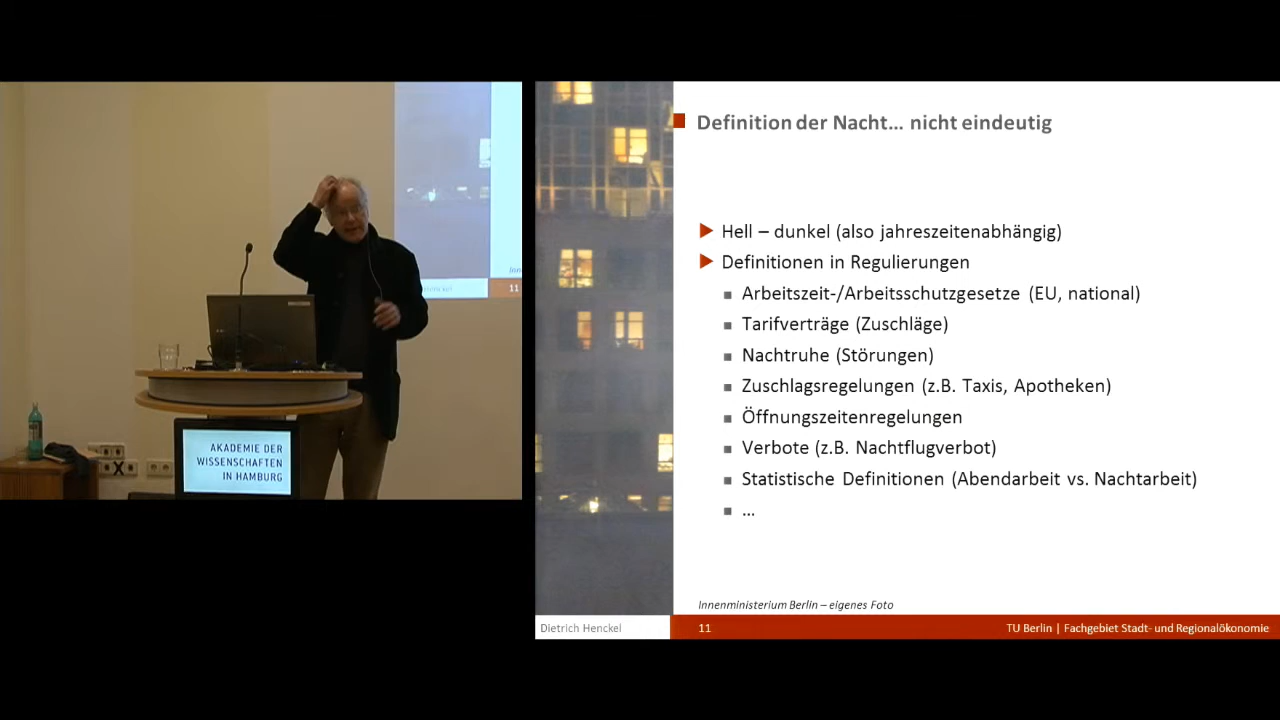 AKADEMIE DER
WISSENSCHAFTEN
IN HAMBURG
11
Definition der Nacht... nicht eindeutig
Hell – dunkel (also jahreszeitenabhängig)
Definitionen in Regulierungen
Arbeitszeit-/Arbeitsschutzgesetze (EU, national)
Tarifverträge (Zuschläge)
Nachtruhe (Störungen)
Zuschlagsregelungen (z.B. Taxis, Apotheken)
Öffnungszeitenregelungen
Verbote (z.B. Nachtflugverbot)
Statistische Definitionen (Abendarbeit vs. Nachtarbeit)
...
Innenministerium Berlin – eigenes Foto
Dietrich Henckel
11
TU Berlin | Fachgebiet Stadt- und Regionalökonomie